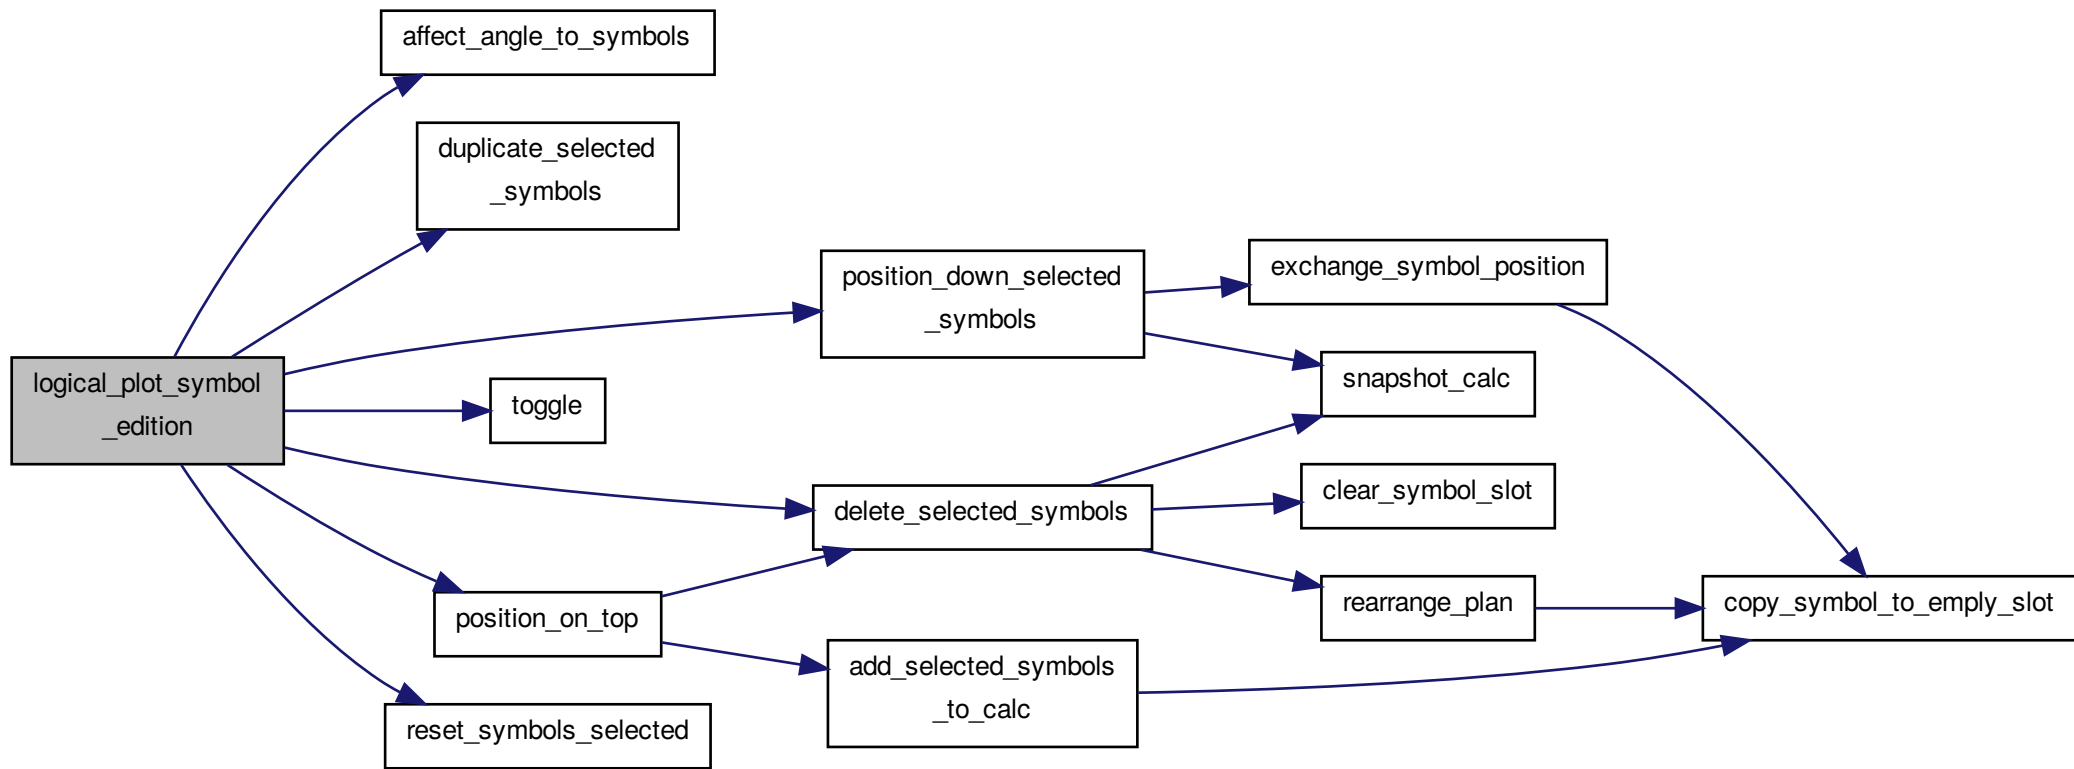 affect_angle_to_symbols
duplicate_selected
_symbols
position_down_selected
_symbols
exchange_symbol_position
snapshot_calc
logical_plot_symbol
_edition
toggle
delete_selected_symbols
clear_symbol_slot
position_on_top
rearrange_plan
copy_symbol_to_emply_slot
add_selected_symbols
_to_calc
reset_symbols_selected